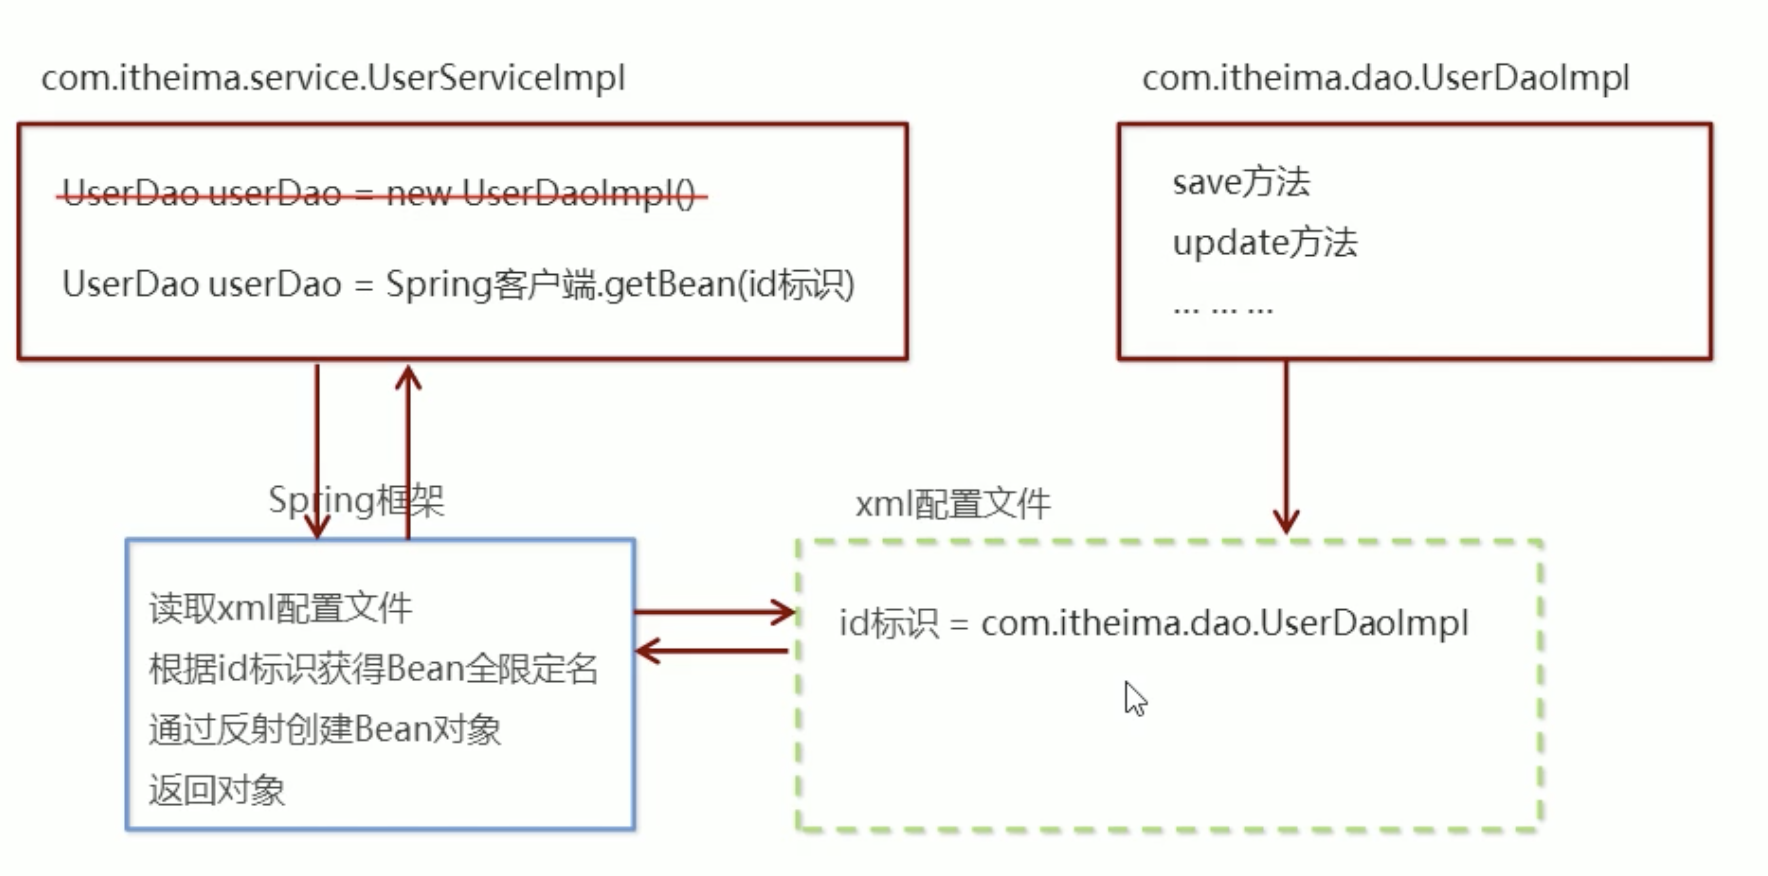 com.itheima.service.UserServiceImpl
UserDao userDao = new UserDaoImpl()
UserDao userDao = Spring客户端.getBean(id标识)
com.itheima.dao.UserDaoImpl
save方法
update方法
... ... ...
Spring框架
读取xml配置文件
根据id标识获得Bean全限定名
通过反射创建Bean对象
返回对象
xml配置文件
id标识 = com.itheima.dao.UserDaoImpl